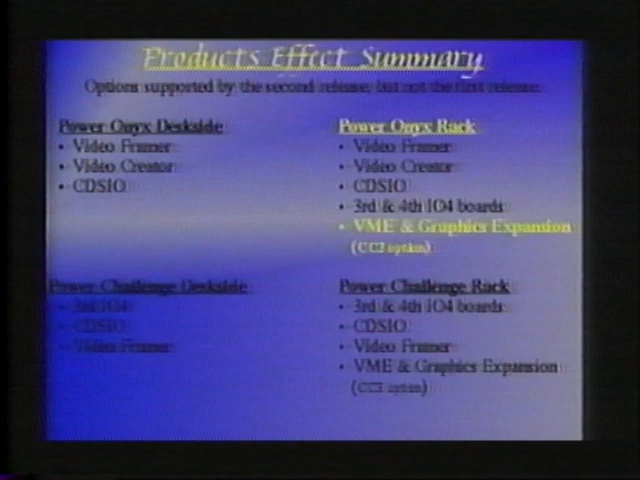 Products Effect Summary
Options supported by the second release, but not the first release.
Power Onyx Deskside
• Video Framer
• Video Creator
• CDSIO
Power Onyx Rack
• Video Framer
• Video Creator
• CDSIO
• 3rd & 4th IO4 boards
• VME & Graphics Expansion
(CC3 option)
Power Challenge Deskside
• 3rd IO4
• CDSIO
• Video Framer
Power Challenge Rack
• 3rd & 4th IO4 boards
• CDSIO
• Video Framer
• VME & Graphics Expansion
(CC3 option)